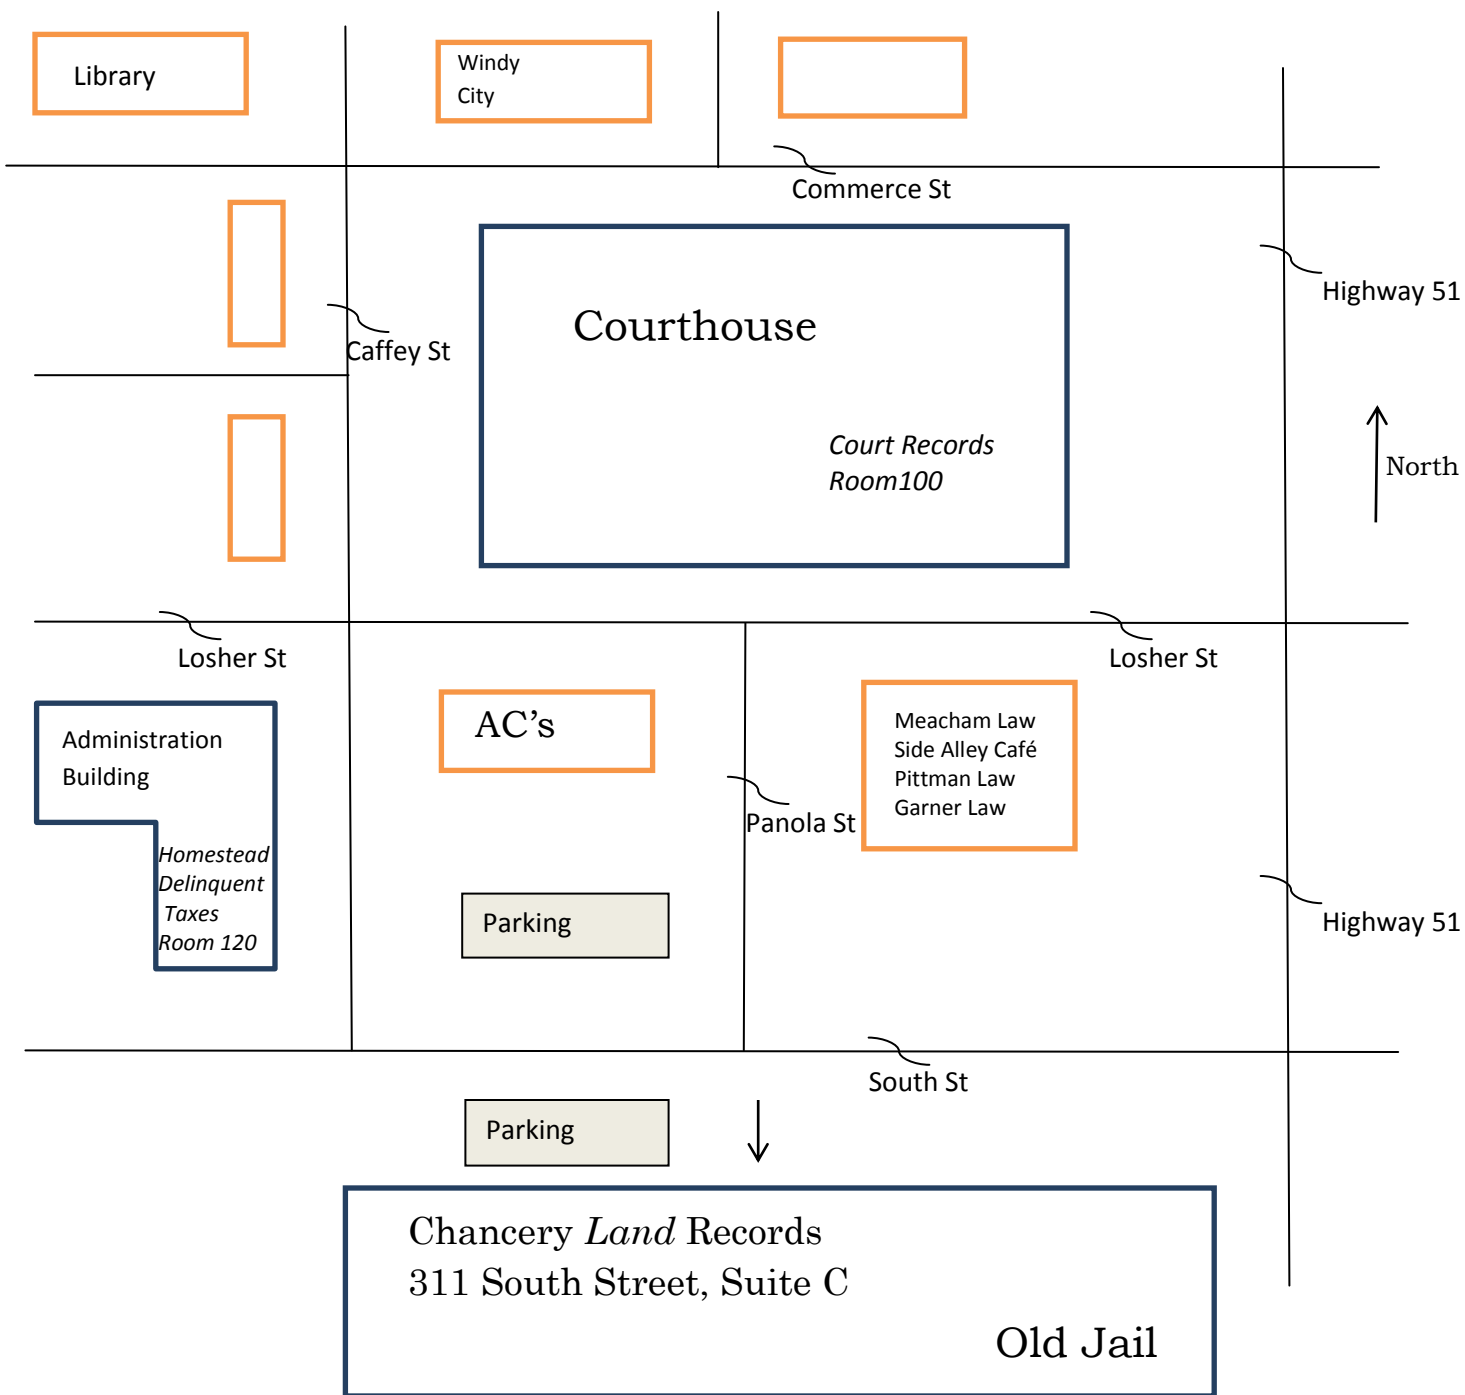 Library
Windy
City
Commerce St
Highway 51
Courthouse
Caffey St
Court Records
Room100
North
Losher St
Losher St
Administration
Building
AC’s
Meacham Law
Side Alley Café
Pittman Law
Garner Law
Panola St
Homestead
Delinquent
Taxes
Room 120
Parking
Highway 51
South St
Parking
Chancery Land Records
311 South Street, Suite C
Old Jail